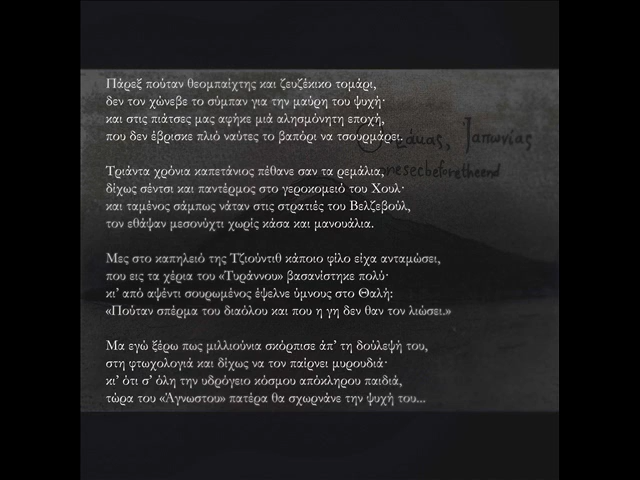 Πάρεξ πούταν θεομπαίχτης και ζευζέκικο τομάρι,
δεν τον χώνεβε το σύμπαν για την μαύρη του ψυχή·
και στις πιάτσες μας αφήκε μιά αλησμόνητη εποχή,
που δεν έβρισκε πλιό ναύτες το βαπόρι να τσουρμάρει.
Ιαπωνίας
onesecbeforetheend
Τριάντα χρόνια καπετάνιος πέθανε σαν τα ρεμάλια,
δίχως σέντσι και παντέρμος στο γεροκομειό του Χουλ·
και ταμένος σάμπως νάταν στις στρατιές του Βελζεβούλ,
τον εθάψαν μεσονύχτι χωρίς κάσα και μανουάλια.
Μες στο καπηλειό της Τζιούντιθ κάποιο φίλο είχα ανταμώσει,
που εις τα χέρια του «Τυράννου» βασανίστηκε πολύ·
κι’ από αψέντι σουρωμένος έψελνε ύμνους στο Θαλή:
«Πούταν σπέρμα του διαόλου και που η γη δεν θαν τον λιώσει.»
Μα εγώ ξέρω πως μιλλιούνια σκόρπισε άπ’ τη δούλεψή του,
στη φτωχολογιά και δίχως να τον παίρνει μυρουδιά·
κι’ ότι σ’ όλη την υδρόγειο κόσμου απόκληρου παιδιά,
τώρα του «Άγνωστου» πατέρα θα σχωρνάνε την ψυχή του...